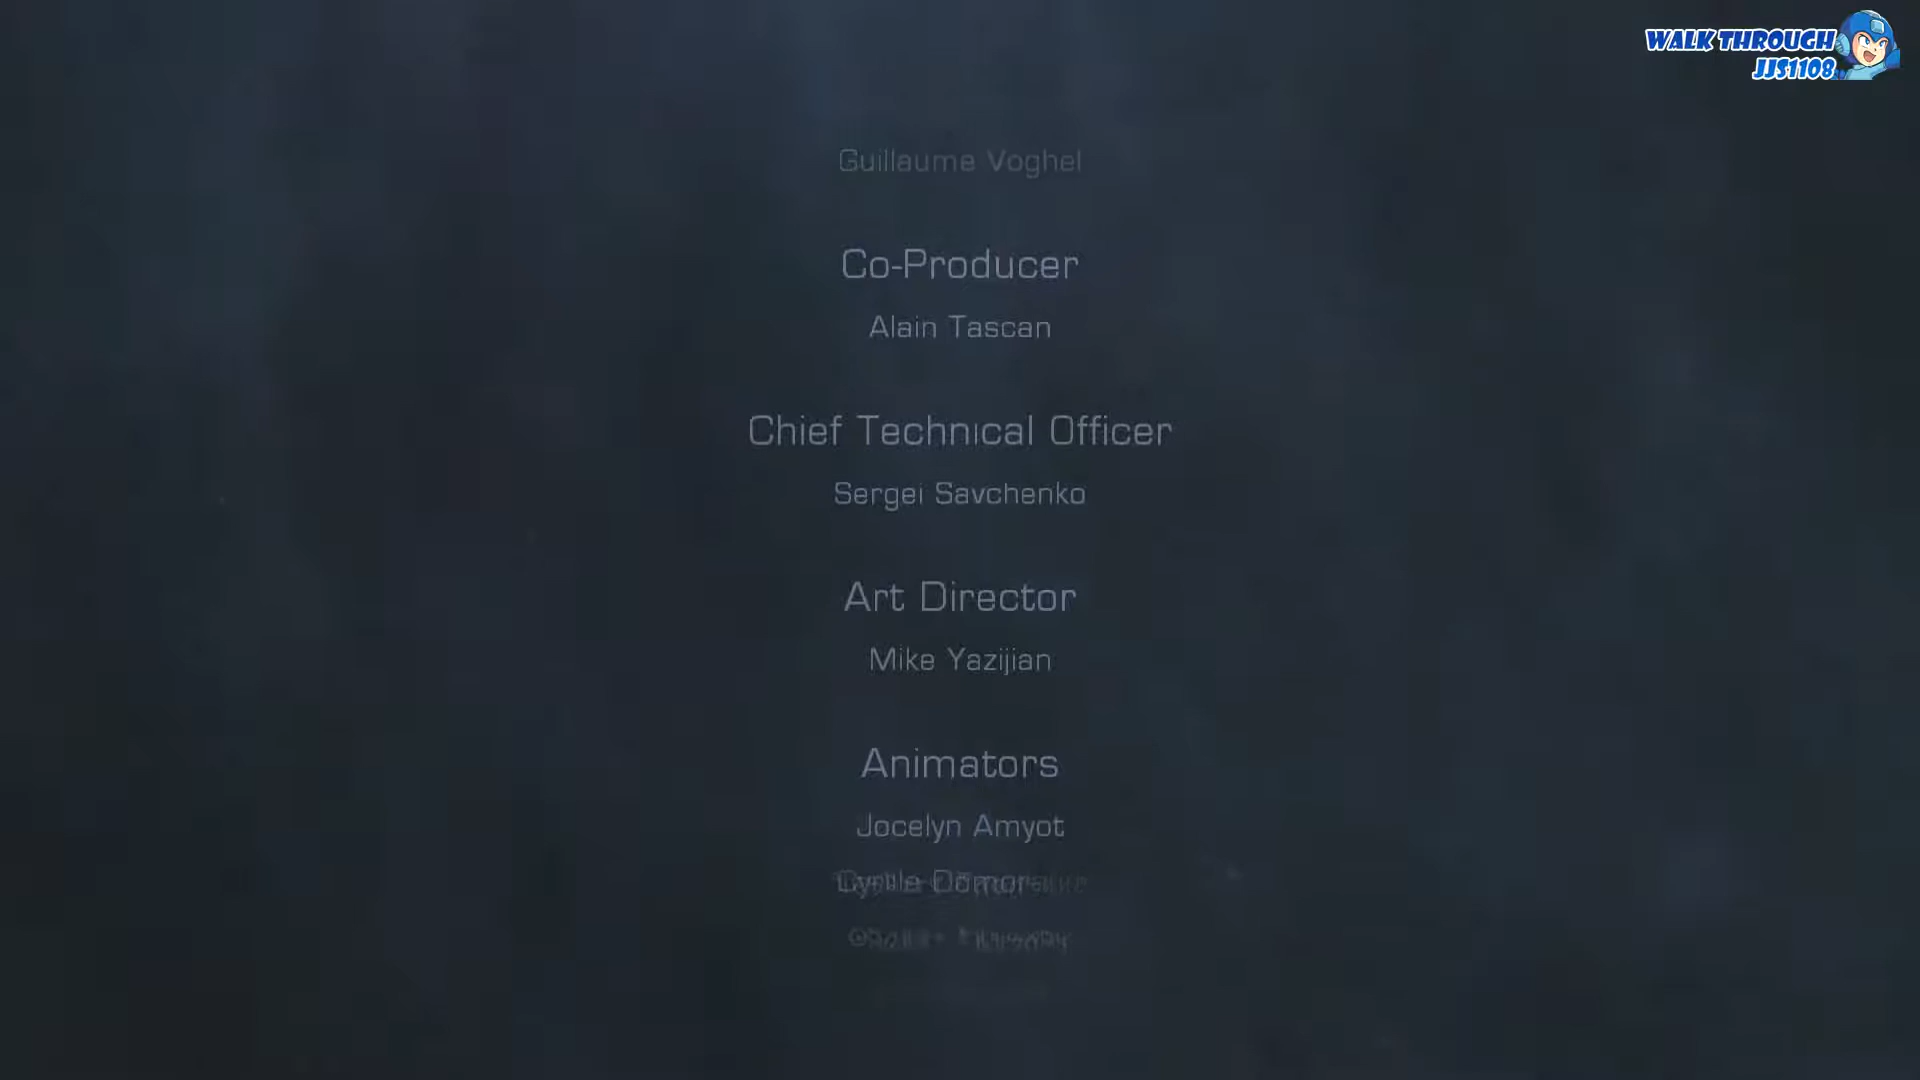 WALK THROUGH
JJS1108
Guillaume Voghel
Co-Producer
Alain Tascan
Chief Technical Officer
Sergei Savchenko
Art Director
Mike Yazijian
Animators
Jocelyn Amyot